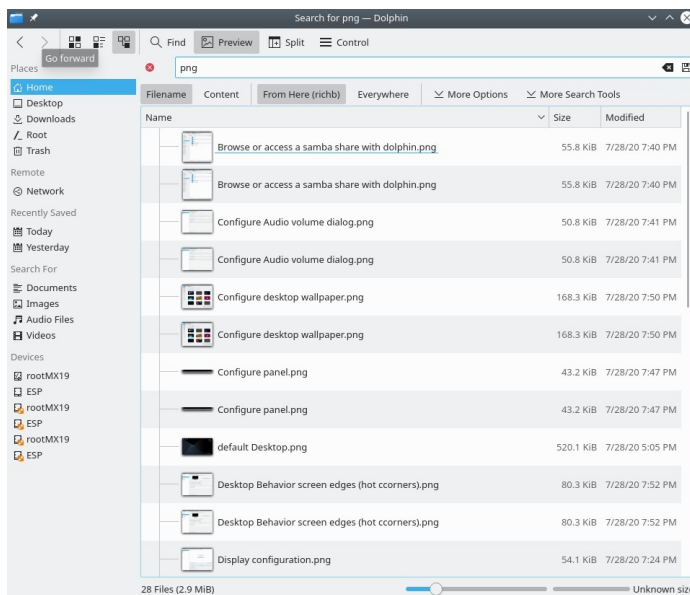 Search for png — Dolphin
Find Preview Split Control
Go forward
Places
png
Home
Desktop
Downloads
Root
Trash
Remote
Network
Recently Saved
Today
Yesterday
Search For
Documents
Images
Audio Files
Videos
Devices
rootMX19
ESP
rootMX19
ESP
rootMX19
ESP
Filename Content From Here (richb) Everywhere More Options More Search Tools
Name Size Modified
Browse or access a samba share with dolphin.png 55.8 KiB 7/28/20 7:40 PM
Browse or access a samba share with dolphin.png 55.8 KiB 7/28/20 7:40 PM
Configure Audio volume dialog.png 50.8 KiB 7/28/20 7:41 PM
Configure Audio volume dialog.png 50.8 KiB 7/28/20 7:41 PM
Configure desktop wallpaper.png 168.3 KiB 7/28/20 7:50 PM
Configure desktop wallpaper.png 168.3 KiB 7/28/20 7:50 PM
Configure panel.png 43.2 KiB 7/28/20 7:47 PM
Configure panel.png 43.2 KiB 7/28/20 7:47 PM
default Desktop.png 520.1 KiB 7/28/20 5:05 PM
Desktop Behavior screen edges (hot ccorners).png 80.3 KiB 7/28/20 7:52 PM
Desktop Behavior screen edges (hot ccorners).png 80.3 KiB 7/28/20 7:52 PM
Display configuration.png 54.1 KiB 7/28/20 7:24 PM
28 Files (2.9 MiB) Unknown size